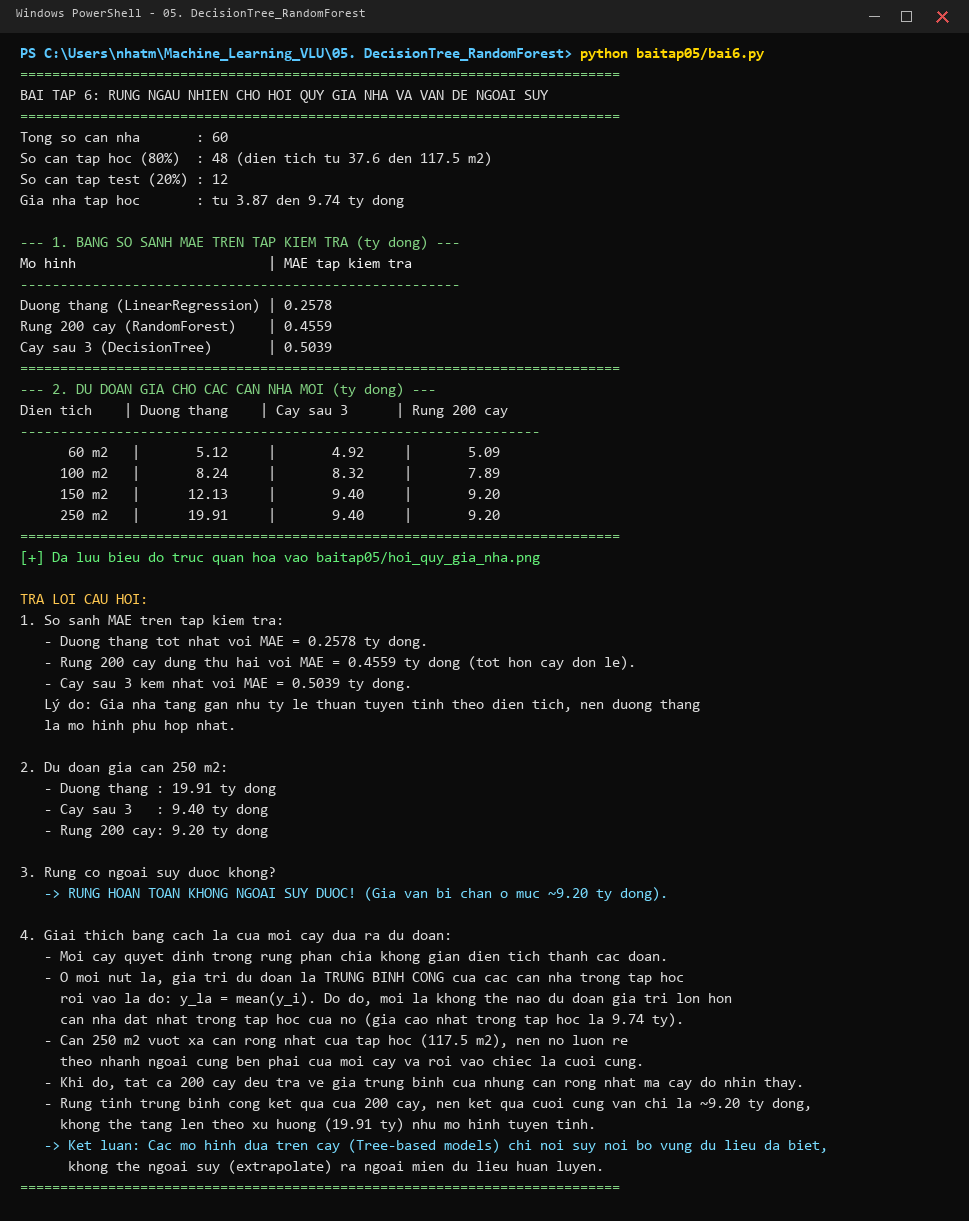 Windows PowerShell - 05. DecisionTree_RandomForest
PS C:\Users\nhatm\Machine_Learning_VLU\05. DecisionTree_RandomForest> python baitap05/bai6.py
===========================================================================
BAI TAP 6: RUNG NGAU NHIEN CHO HOI QUY GIA NHA VA VAN DE NGOAI SUY
===========================================================================
Tong so can nha       : 60
So can tap hoc (80%)  : 48 (dien tich tu 37.6 den 117.5 m2)
So can tap test (20%) : 12
Gia nha tap hoc       : tu 3.87 den 9.74 ty dong
--- 1. BANG SO SANH MAE TREN TAP KIEM TRA (ty dong) ---
Mo hinh                        | MAE tap kiem tra
-------------------------------------------------------
Duong thang (LinearRegression) | 0.2578
Rung 200 cay (RandomForest)    | 0.4559
Cay sau 3 (DecisionTree)       | 0.5039
===========================================================================
--- 2. DU DOAN GIA CHO CAC CAN NHA MOI (ty dong) ---
Dien tich    | Duong thang    | Cay sau 3      | Rung 200 cay
-----------------------------------------------------------------
      60 m2   |       5.12     |       4.92     |       5.09
     100 m2   |       8.24     |       8.32     |       7.89
     150 m2   |      12.13     |       9.40     |       9.20
     250 m2   |      19.91     |       9.40     |       9.20
===========================================================================
[+] Da luu bieu do truc quan hoa vao baitap05/hoi_quy_gia_nha.png
TRA LOI CAU HOI:
1. So sanh MAE tren tap kiem tra:
   - Duong thang tot nhat voi MAE = 0.2578 ty dong.
   - Rung 200 cay dung thu hai voi MAE = 0.4559 ty dong (tot hon cay don le).
   - Cay sau 3 kem nhat voi MAE = 0.5039 ty dong.
   Lý do: Gia nha tang gan nhu ty le thuan tuyen tinh theo dien tich, nen duong thang
   la mo hinh phu hop nhat.
2. Du doan gia can 250 m2:
   - Duong thang : 19.91 ty dong
   - Cay sau 3   : 9.40 ty dong
   - Rung 200 cay: 9.20 ty dong
3. Rung co ngoai suy duoc khong?
   -> RUNG HOAN TOAN KHONG NGOAI SUY DUOC! (Gia van bi chan o muc ~9.20 ty dong).
4. Giai thich bang cach la cua moi cay dua ra du doan:
   - Moi cay quyet dinh trong rung phan chia khong gian dien tich thanh cac doan.
   - O moi nut la, gia tri du doan la TRUNG BINH CONG cua cac can nha trong tap hoc
     roi vao la do: y_la = mean(y_i). Do do, moi la khong the nao du doan gia tri lon hon
     can nha dat nhat trong tap hoc cua no (gia cao nhat trong tap hoc la 9.74 ty).
   - Can 250 m2 vuot xa can rong nhat cua tap hoc (117.5 m2), nen no luon re
     theo nhanh ngoai cung ben phai cua moi cay va roi vao chiec la cuoi cung.
   - Khi do, tat ca 200 cay deu tra ve gia trung binh cua nhung can rong nhat ma cay do nhin thay.
   - Rung tinh trung binh cong ket qua cua 200 cay, nen ket qua cuoi cung van chi la ~9.20 ty dong,
     khong the tang len theo xu huong (19.91 ty) nhu mo hinh tuyen tinh.
   -> Ket luan: Cac mo hinh dua tren cay (Tree-based models) chi noi suy noi bo vung du lieu da biet,
      khong the ngoai suy (extrapolate) ra ngoai mien du lieu huan luyen.
===========================================================================